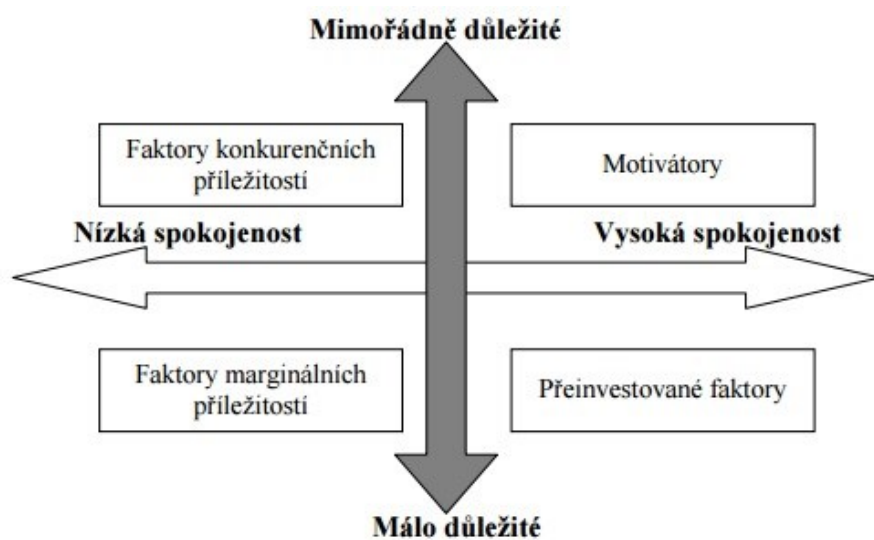 Mimořádně důležité
Faktory konkurenčních
příležitostí
Motivátory
Nízká spokojenost
Vysoká spokojenost
Faktory marginálních
příležitostí
Přeinvestované faktory
Málo důležité